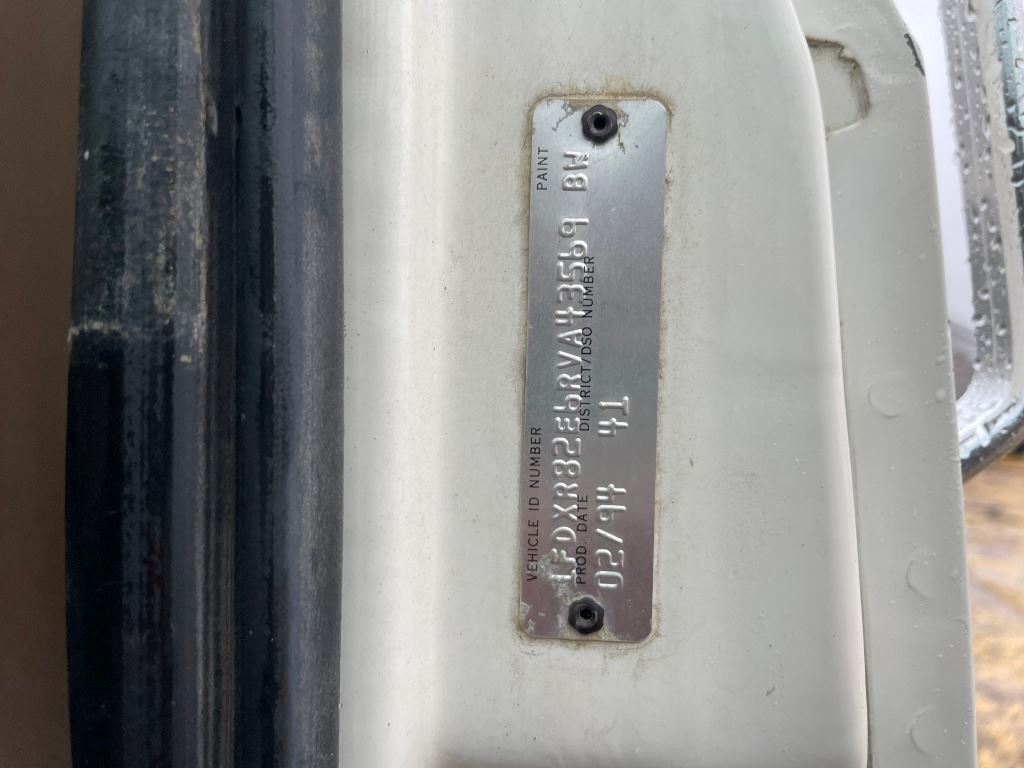 VEHICLE ID NUMBER PAINT
1FDXR82E6RVA43569 BW
PROD. DATE DISTRICT/DSO NUMBER
02/94 41